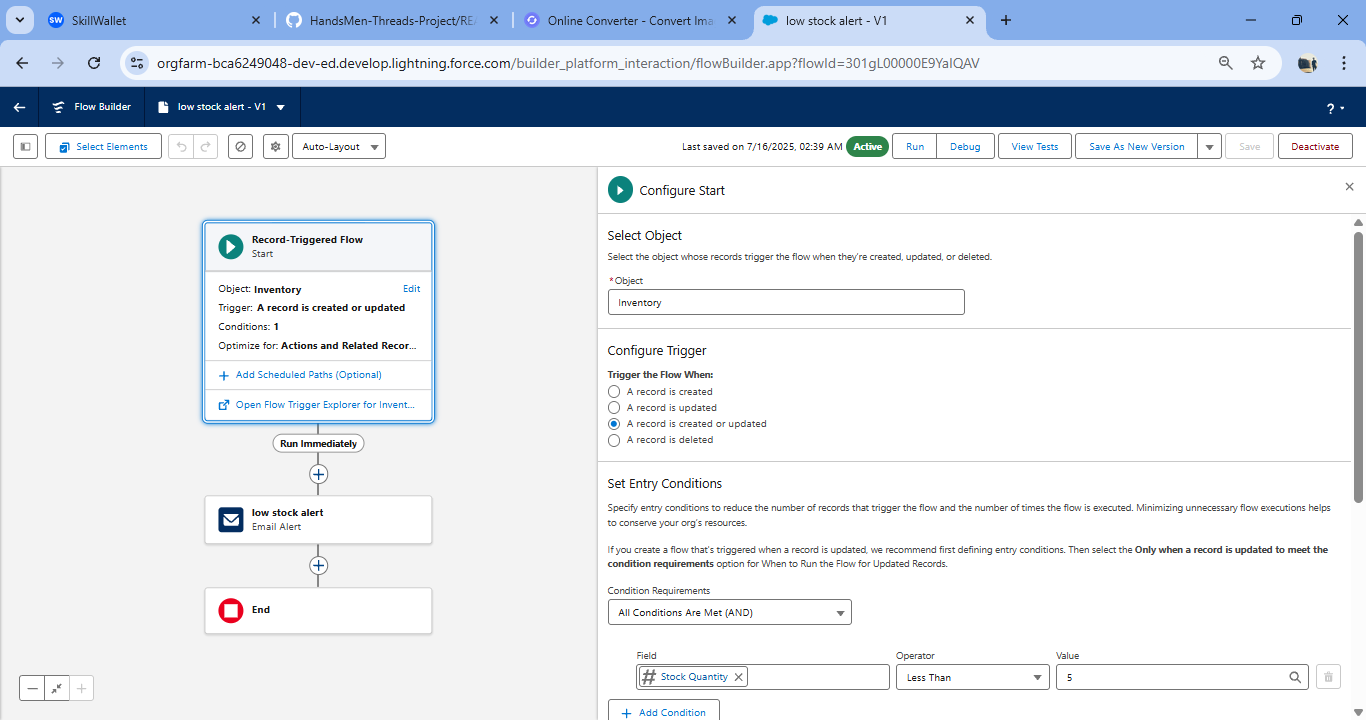 SkillWallet
HandsMen-Threads-Project/REA
Online Converter - Convert Ima
low stock alert - V1
orgfarm-bca6249048-dev-ed.develop.lightning.force.com/builder_platform_interaction/flowBuilder.app?flowId=301gL00000E9YaIQAV
Flow Builder
low stock alert - V1
?
Select Elements
Auto-Layout
Last saved on 7/16/2025, 02:39 AM
Active
Run
Debug
View Tests
Save As New Version
Save
Deactivate
Record-Triggered Flow
Start
Object: Inventory
Edit
Trigger: A record is created or updated
Conditions: 1
Optimize for: Actions and Related Recor...
Add Scheduled Paths (Optional)
Open Flow Trigger Explorer for Invent...
Run Immediately
low stock alert
Email Alert
End
Configure Start
Select Object
Select the object whose records trigger the flow when they're created, updated, or deleted.
*Object
Inventory
Configure Trigger
Trigger the Flow When:
A record is created
A record is updated
A record is created or updated
A record is deleted
Set Entry Conditions
Specify entry conditions to reduce the number of records that trigger the flow and the number of times the flow is executed. Minimizing unnecessary flow executions helps
to conserve your org's resources.
If you create a flow that's triggered when a record is updated, we recommend first defining entry conditions. Then select the Only when a record is updated to meet the
condition requirements option for When to Run the Flow for Updated Records.
Condition Requirements
All Conditions Are Met (AND)
Field
Operator
Value
Stock Quantity
Less Than
5
Add Condition